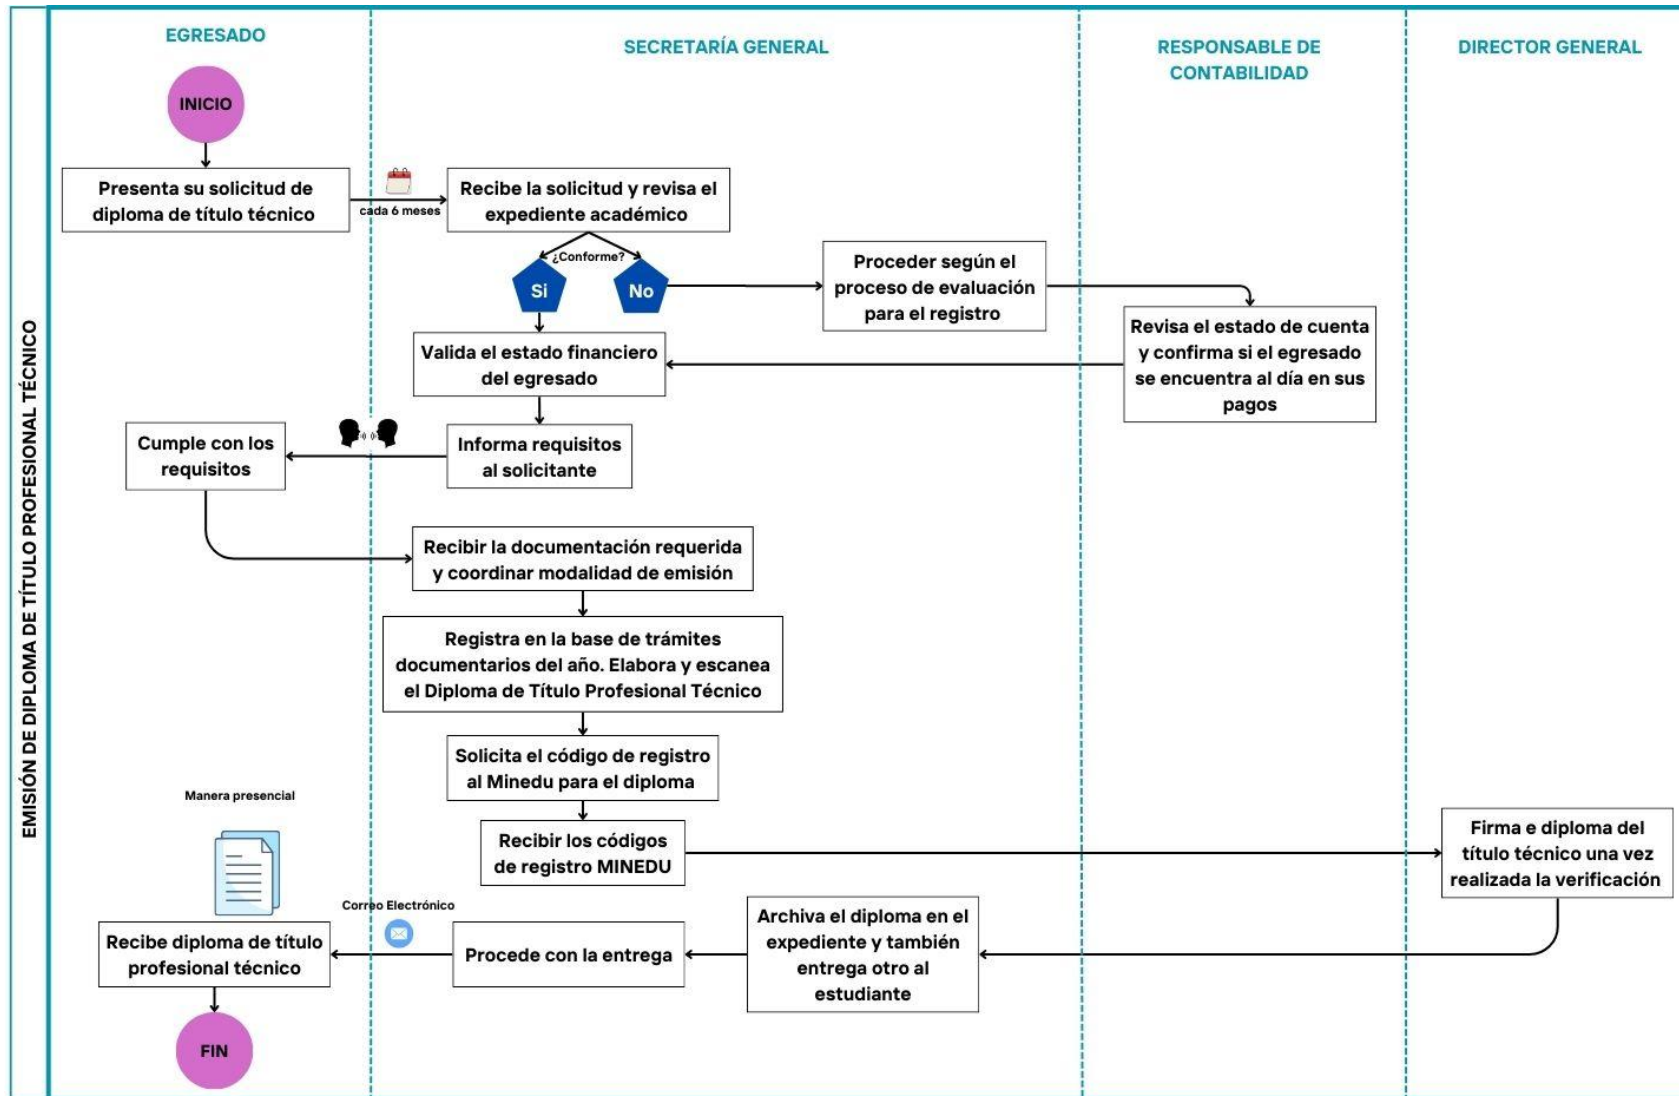 EMISIÓN DE DIPLOMA DE TÍTULO PROFESIONAL TÉCNICO
EGRESADO
SECRETARÍA GENERAL
RESPONSABLE DE
CONTABILIDAD
DIRECTOR GENERAL
INICIO
Presenta su solicitud de
diploma de título técnico
cada 6 meses
Recibe la solicitud y revisa el
expediente académico
¿Conforme?
Si
No
Proceder según el
proceso de evaluación
para el registro
Revisa el estado de cuenta
y confirma si el egresado
se encuentra al día en sus
pagos
Valida el estado financiero
del egresado
Informa requisitos
al solicitante
Cumple con los
requisitos
Recibir la documentación requerida
y coordinar modalidad de emisión
Registra en la base de trámites
documentarios del año. Elabora y escanea
el Diploma de Título Profesional Técnico
Solicita el código de registro
al Minedu para el diploma
Recibir los códigos
de registro MINEDU
Firma e diploma del
título técnico una vez
realizada la verificación
Archiva el diploma en el
expediente y también
entrega otro al
estudiante
Procede con la entrega
Correo Electrónico
Manera presencial
Recibe diploma de título
profesional técnico
FIN